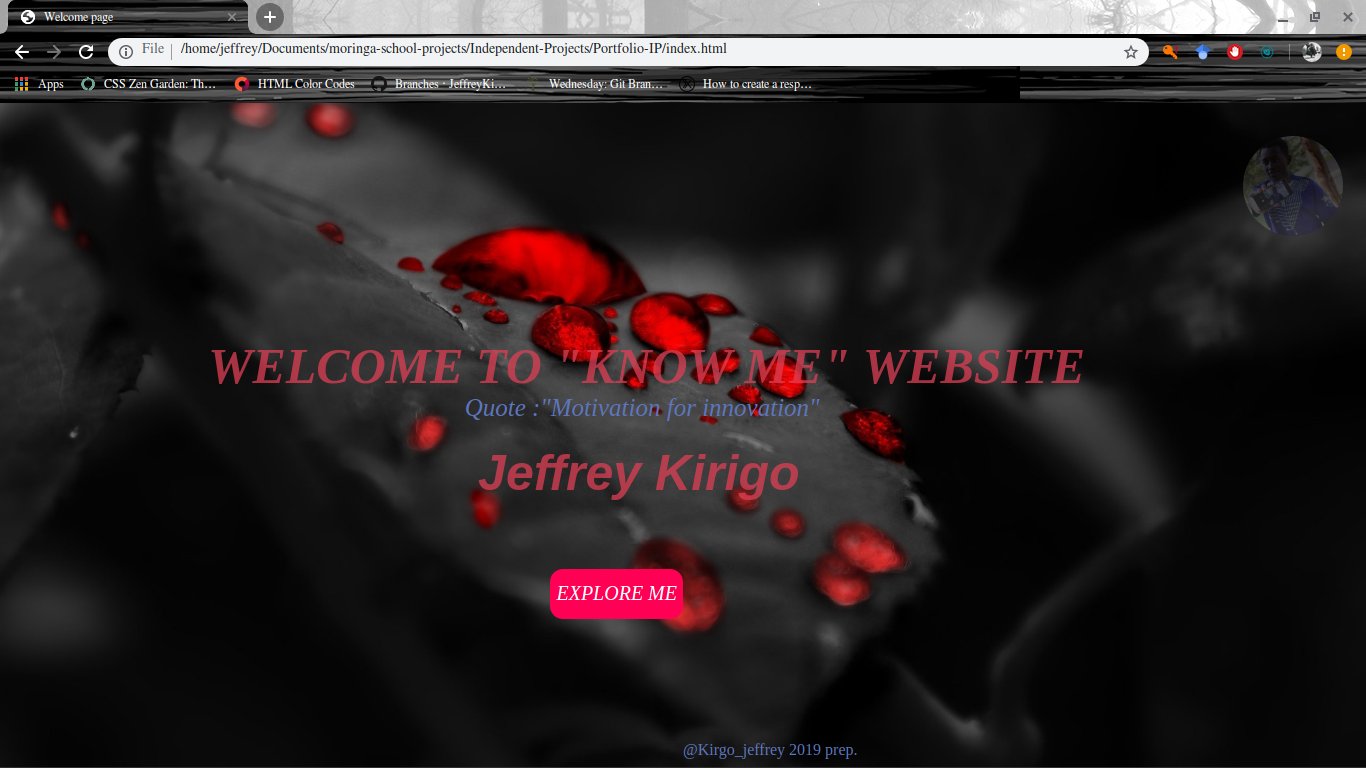 Welcome page
File | /home/jeffrey/Documents/moringa-school-projects/Independent-Projects/Portfolio-IP/index.html
Apps CSS Zen Garden: Th… HTML Color Codes Branches · JeffreyKi… Wednesday: Git Bran… How to create a resp…
WELCOME TO "KNOW ME" WEBSITE
Quote :"Motivation for innovation"
Jeffrey Kirigo
EXPLORE ME
@Kirgo_jeffrey 2019 prep.